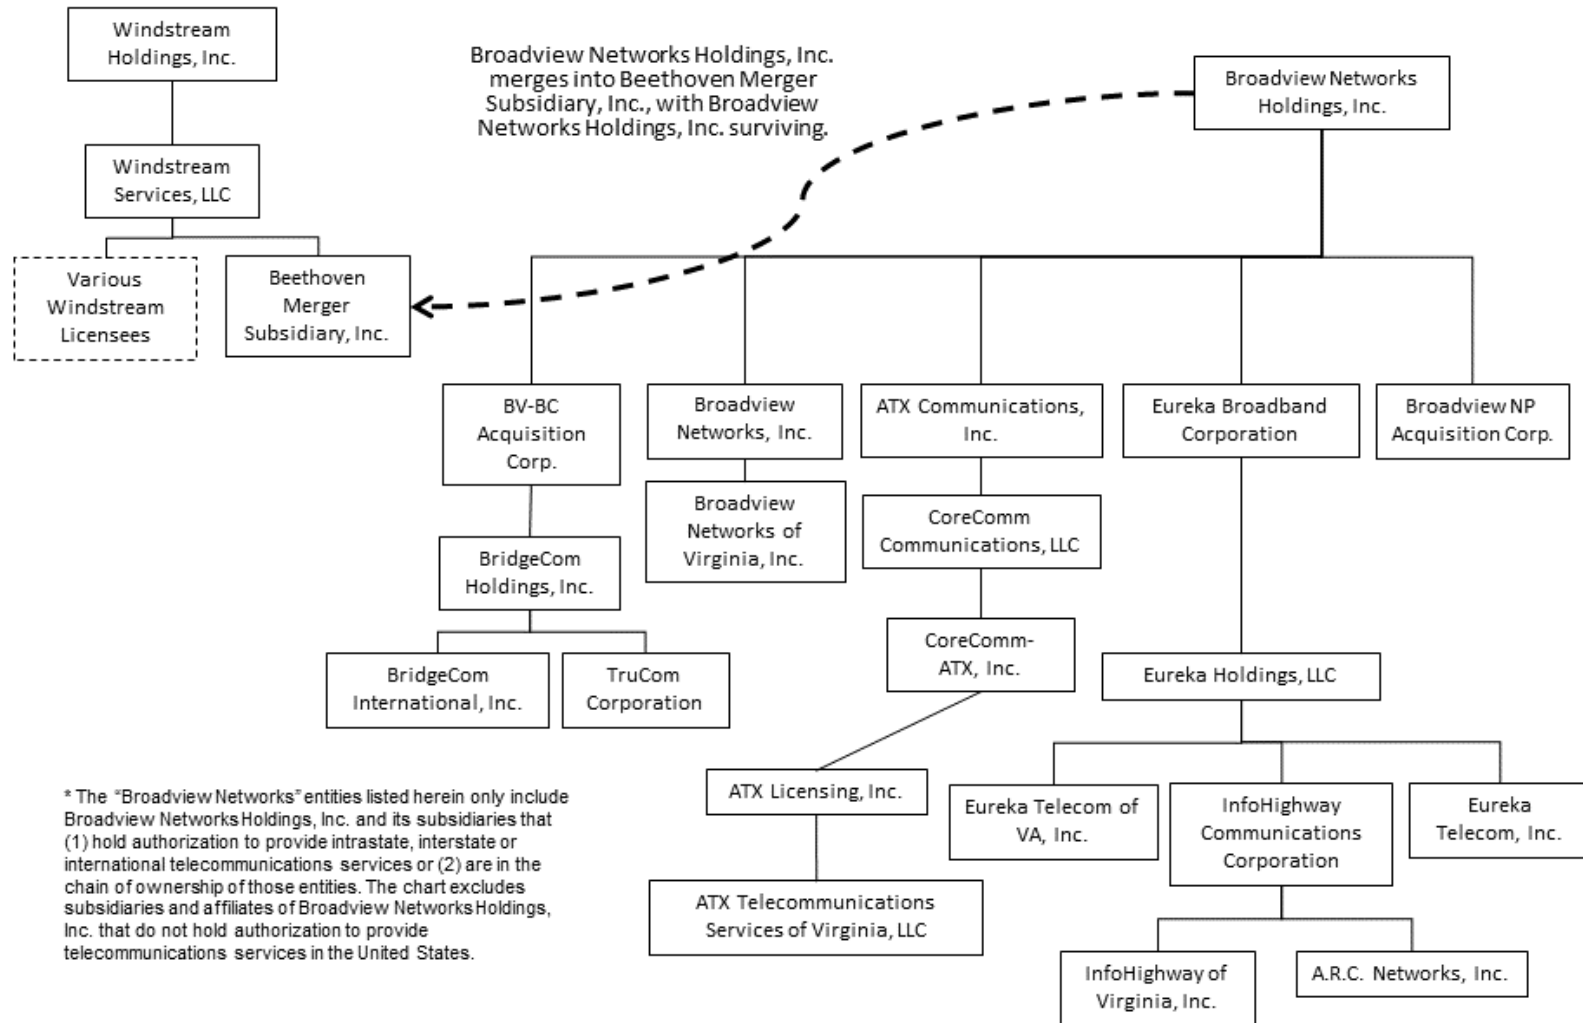 Windstream
Holdings, Inc.
Broadview Networks Holdings, Inc.
merges into Beethoven Merger
Subsidiary, Inc., with Broadview
Networks Holdings, Inc. surviving.
Broadview Networks
Holdings, Inc.
Windstream
Services, LLC
Various
Windstream
Licensees
Beethoven
Merger
Subsidiary, Inc.
BV-BC
Acquisition
Corp.
Broadview
Networks, Inc.
ATX Communications,
Inc.
Eureka Broadband
Corporation
Broadview NP
Acquisition Corp.
Broadview
Networks of
Virginia, Inc.
CoreComm
Communications, LLC
BridgeCom
Holdings, Inc.
CoreComm-
ATX, Inc.
BridgeCom
International, Inc.
TruCom
Corporation
Eureka Holdings, LLC
ATX Licensing, Inc.
Eureka Telecom of
VA, Inc.
InfoHighway
Communications
Corporation
Eureka
Telecom, Inc.
* The “Broadview Networks” entities listed herein only include
Broadview Networks Holdings, Inc. and its subsidiaries that
(1) hold authorization to provide intrastate, interstate or
international telecommunications services or (2) are in the
chain of ownership of those entities. The chart excludes
subsidiaries and affiliates of Broadview Networks Holdings,
Inc. that do not hold authorization to provide
telecommunications services in the United States.
ATX Telecommunications
Services of Virginia, LLC
InfoHighway of
Virginia, Inc.
A.R.C. Networks, Inc.